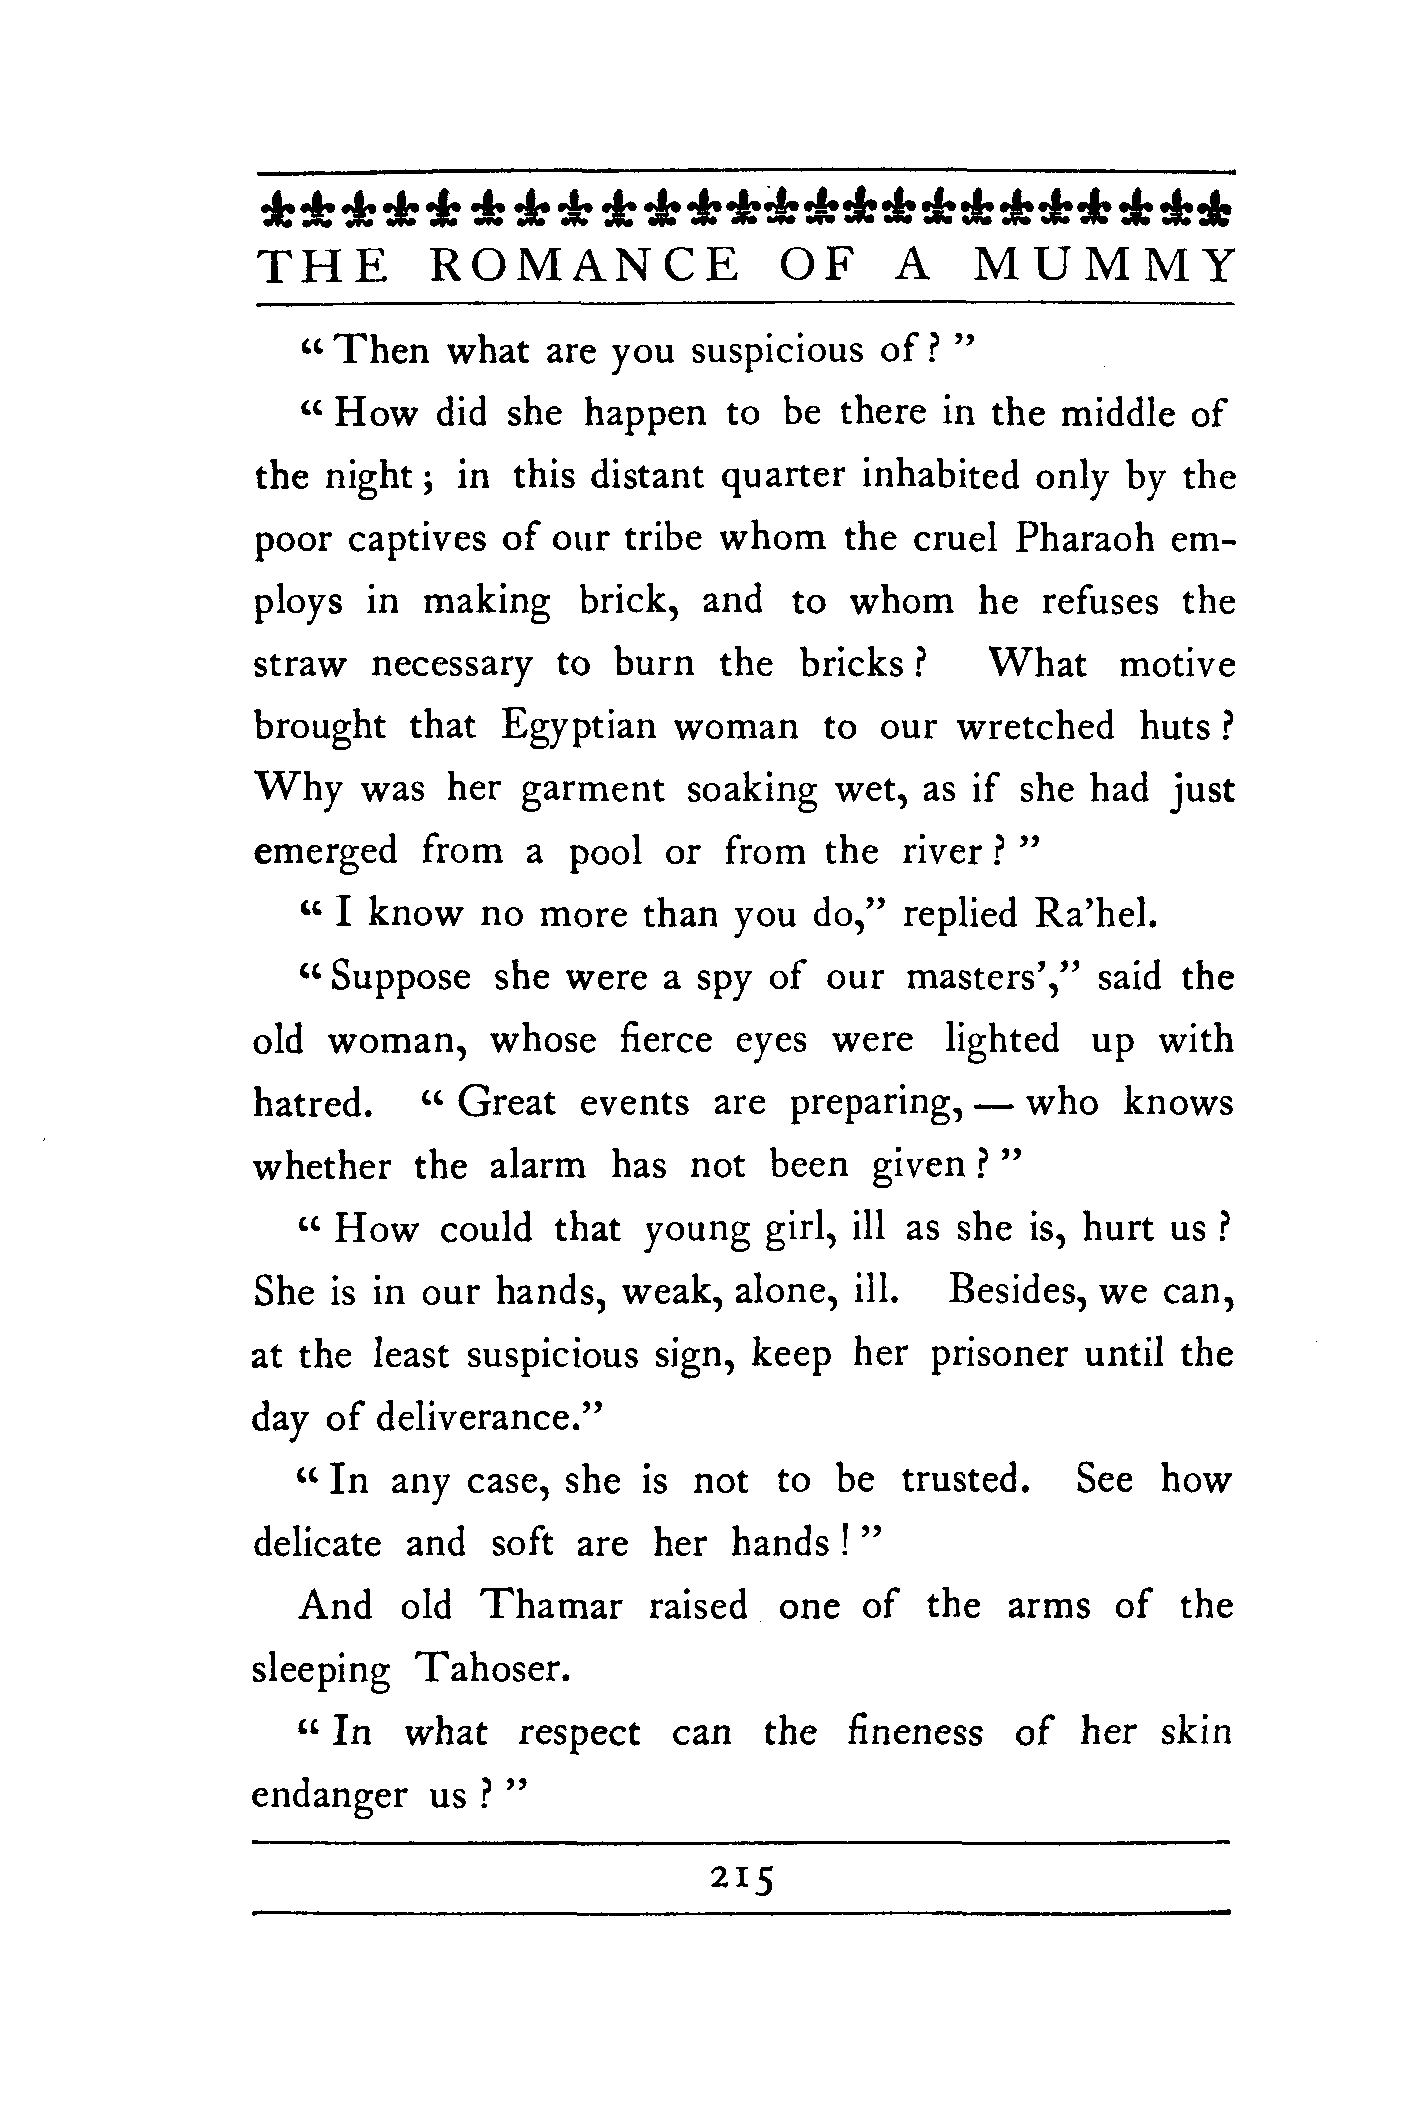 THE ROMANCE OF A MUMMY
“Then what are you suspicious of?”
“How did she happen to be there in the middle of
the night; in this distant quarter inhabited only by the
poor captives of our tribe whom the cruel Pharaoh em-
ploys in making brick, and to whom he refuses the
straw necessary to burn the bricks? What motive
brought that Egyptian woman to our wretched huts?
Why was her garment soaking wet, as if she had just
emerged from a pool or from the river?”
“I know no more than you do,” replied Ra’hel.
“Suppose she were a spy of our masters’,” said the
old woman, whose fierce eyes were lighted up with
hatred. “Great events are preparing,—who knows
whether the alarm has not been given?”
“How could that young girl, ill as she is, hurt us?
She is in our hands, weak, alone, ill. Besides, we can,
at the least suspicious sign, keep her prisoner until the
day of deliverance.”
“In any case, she is not to be trusted. See how
delicate and soft are her hands!”
And old Thamar raised one of the arms of the
sleeping Tahoser.
“In what respect can the fineness of her skin
endanger us?”
215